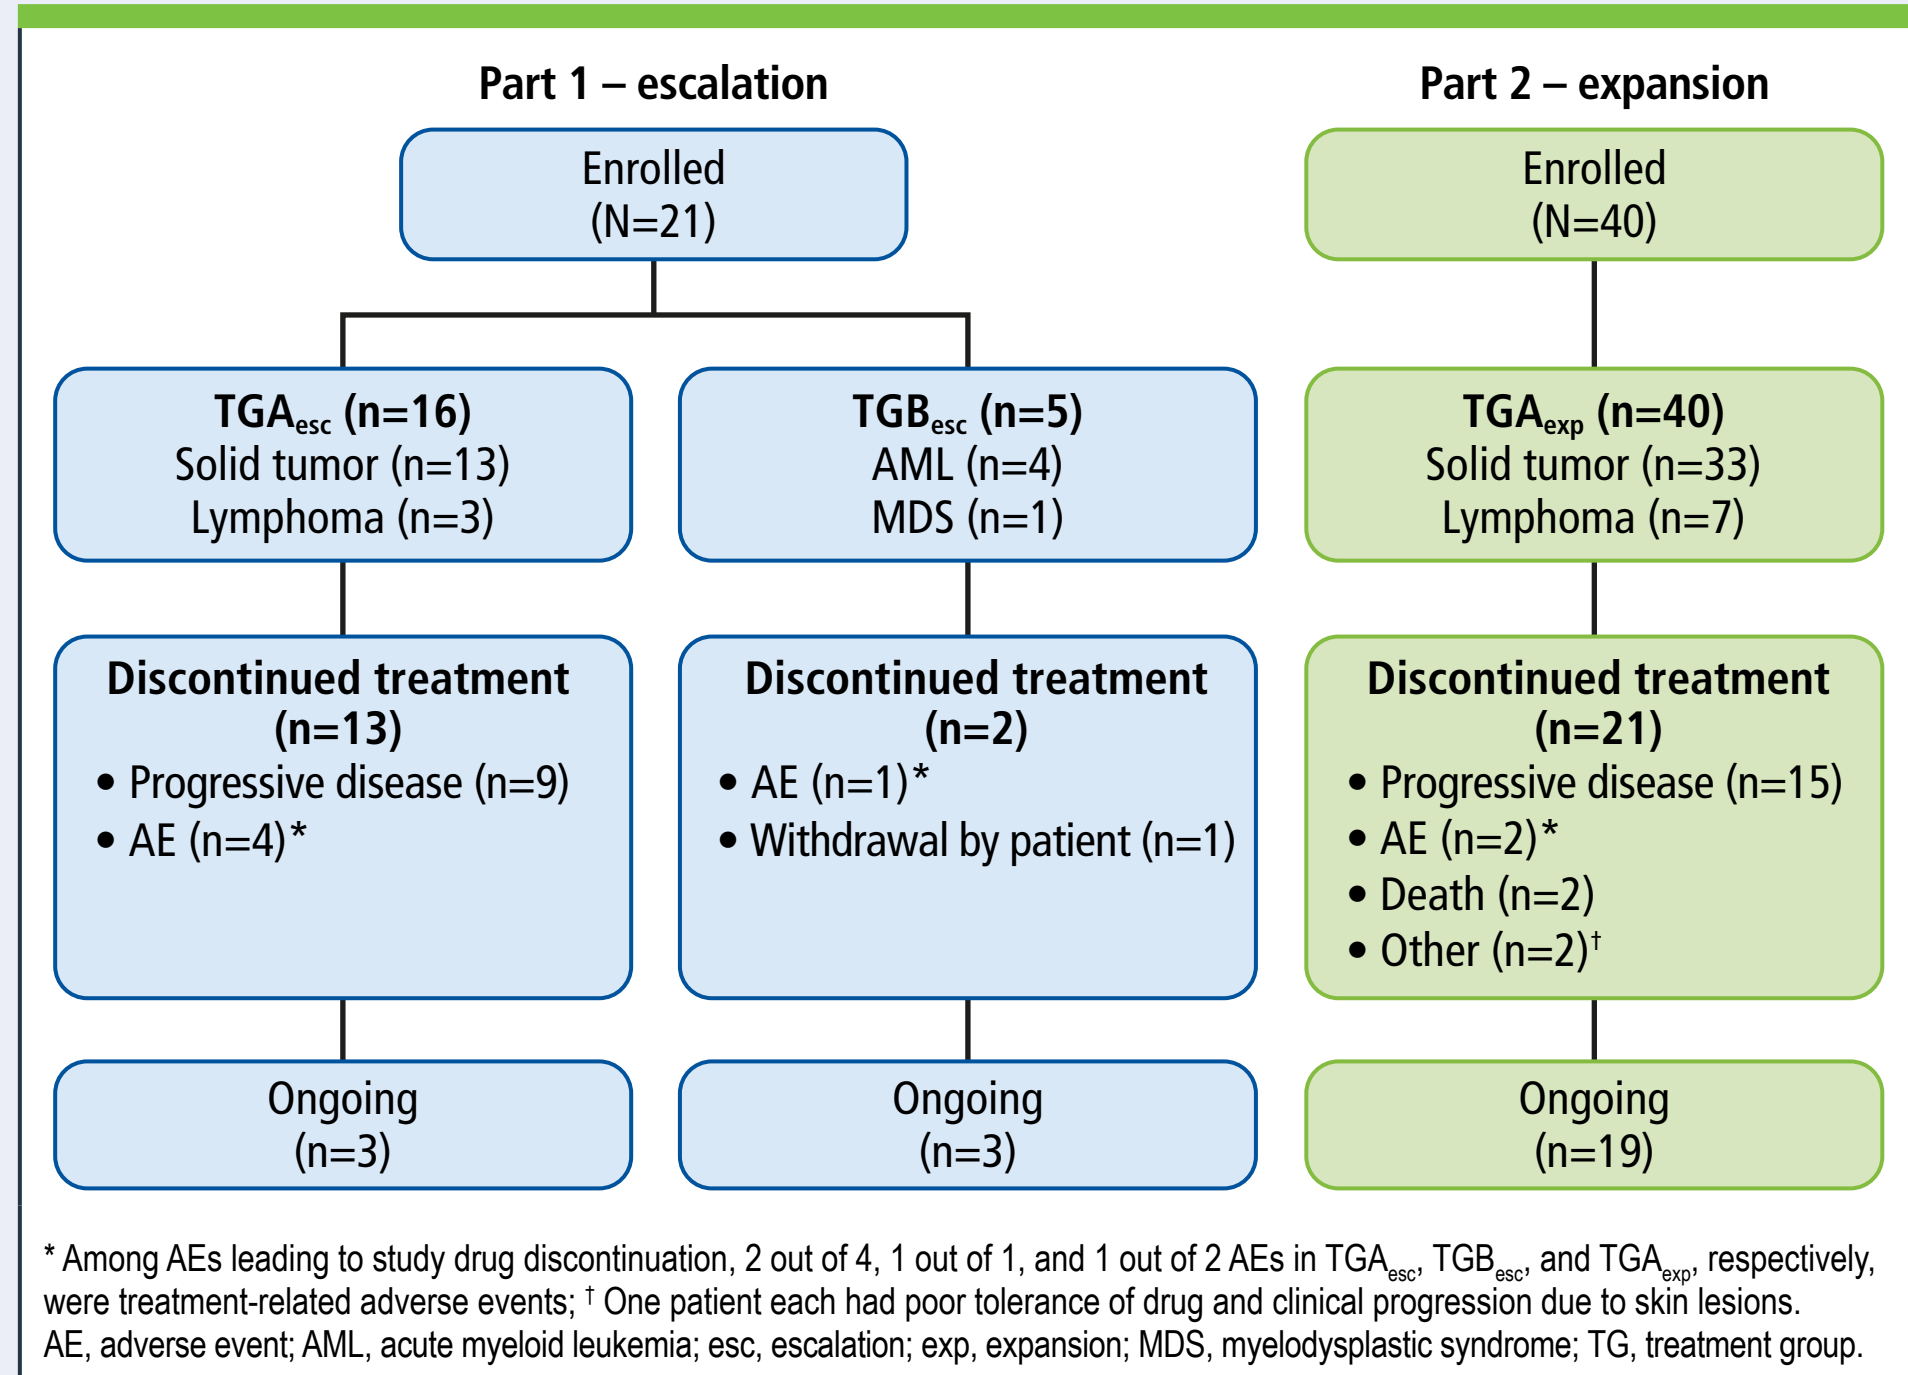 Part 1 – escalation
Enrolled
(N=21)
TGAesc (n=16)
Solid tumor (n=13)
Lymphoma (n=3)
TGBesc (n=5)
AML (n=4)
MDS (n=1)
Discontinued treatment
(n=13)
• Progressive disease (n=9)
• AE (n=4)*
Discontinued treatment
(n=2)
• AE (n=1)*
• Withdrawal by patient (n=1)
Ongoing
(n=3)
Ongoing
(n=3)
Part 2 – expansion
Enrolled
(N=40)
TGAexp (n=40)
Solid tumor (n=33)
Lymphoma (n=7)
Discontinued treatment
(n=21)
• Progressive disease (n=15)
• AE (n=2)*
• Death (n=2)
• Other (n=2)†
Ongoing
(n=19)
* Among AEs leading to study drug discontinuation, 2 out of 4, 1 out of 1, and 1 out of 2 AEs in TGAesc, TGBesc, and TGAexp, respectively,
were treatment-related adverse events; † One patient each had poor tolerance of drug and clinical progression due to skin lesions.
AE, adverse event; AML, acute myeloid leukemia; esc, escalation; exp, expansion; MDS, myelodysplastic syndrome; TG, treatment group.